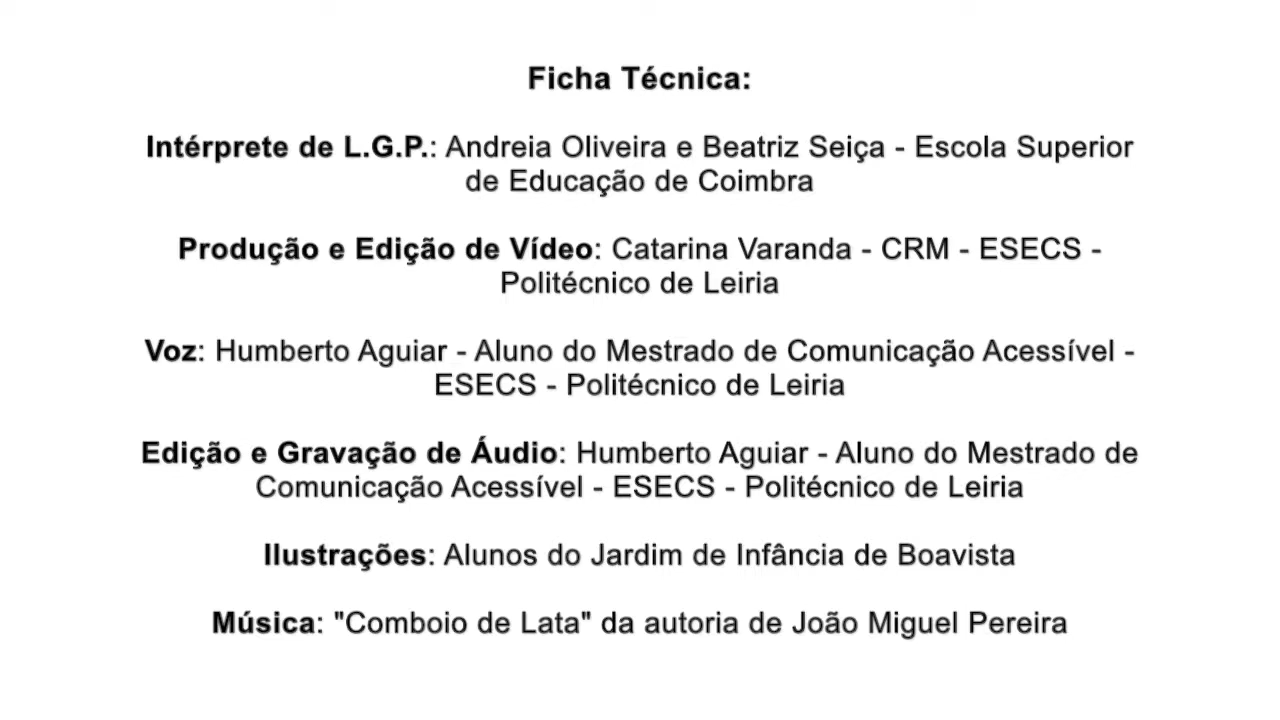 Ficha Técnica:
Intérprete de L.G.P.: Andreia Oliveira e Beatriz Seiça - Escola Superior
de Educação de Coimbra
Produção e Edição de Vídeo: Catarina Varanda - CRM - ESECS -
Politécnico de Leiria
Voz: Humberto Aguiar - Aluno do Mestrado de Comunicação Acessível -
ESECS - Politécnico de Leiria
Edição e Gravação de Áudio: Humberto Aguiar - Aluno do Mestrado de
Comunicação Acessível - ESECS - Politécnico de Leiria
Ilustrações: Alunos do Jardim de Infância de Boavista
Música: "Comboio de Lata" da autoria de João Miguel Pereira